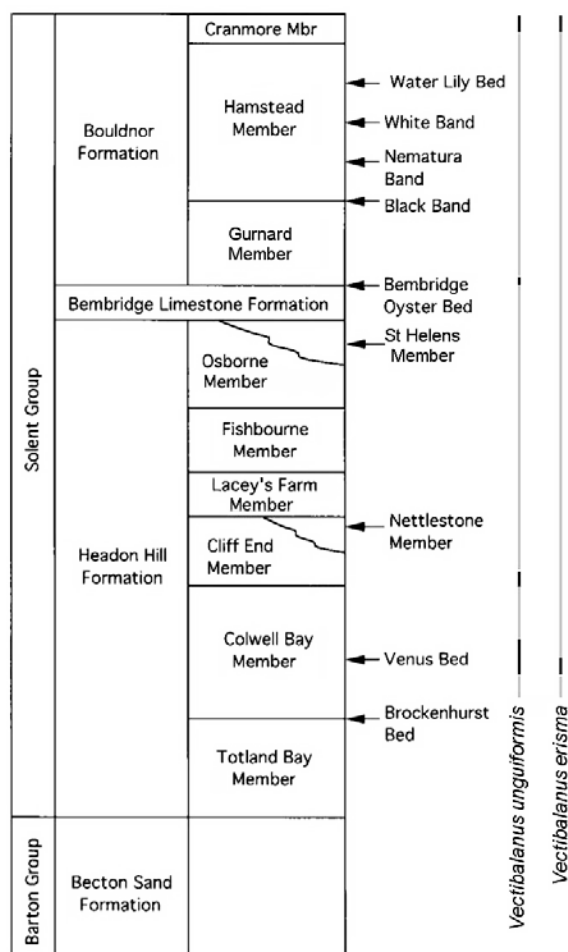 Cranmore Mbr
Water Lily Bed
Hamstead
Member
White Band
Bouldnor
Formation
Nematura
Band
Black Band
Gurnard
Member
Bembridge
Oyster Bed
Bembridge Limestone Formation
St Helens
Member
Osborne
Member
Solent Group
Fishbourne
Member
Lacey's Farm
Member
Nettlestone
Member
Cliff End
Member
Headon Hill
Formation
Colwell Bay
Member
Venus Bed
Brockenhurst
Bed
Totland Bay
Member
Vectibalanus unguiformis
Vectibalanus erisma
Barton Group
Becton Sand
Formation